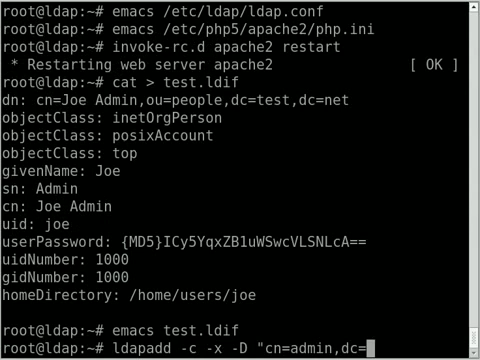 root@ldap:~# emacs /etc/ldap/ldap.conf
root@ldap:~# emacs /etc/php5/apache2/php.ini
root@ldap:~# invoke-rc.d apache2 restart
 * Restarting web server apache2                [ OK ]
root@ldap:~# cat > test.ldif
dn: cn=Joe Admin,ou=people,dc=test,dc=net
objectClass: inetOrgPerson
objectClass: posixAccount
objectClass: top
givenName: Joe
sn: Admin
cn: Joe Admin
uid: joe
userPassword: {MD5}ICy5YqxZB1uWSwcVLSNLcA==
uidNumber: 1000
gidNumber: 1000
homeDirectory: /home/users/joe
root@ldap:~# emacs test.ldif
root@ldap:~# ldapadd -c -x -D "cn=admin,dc=